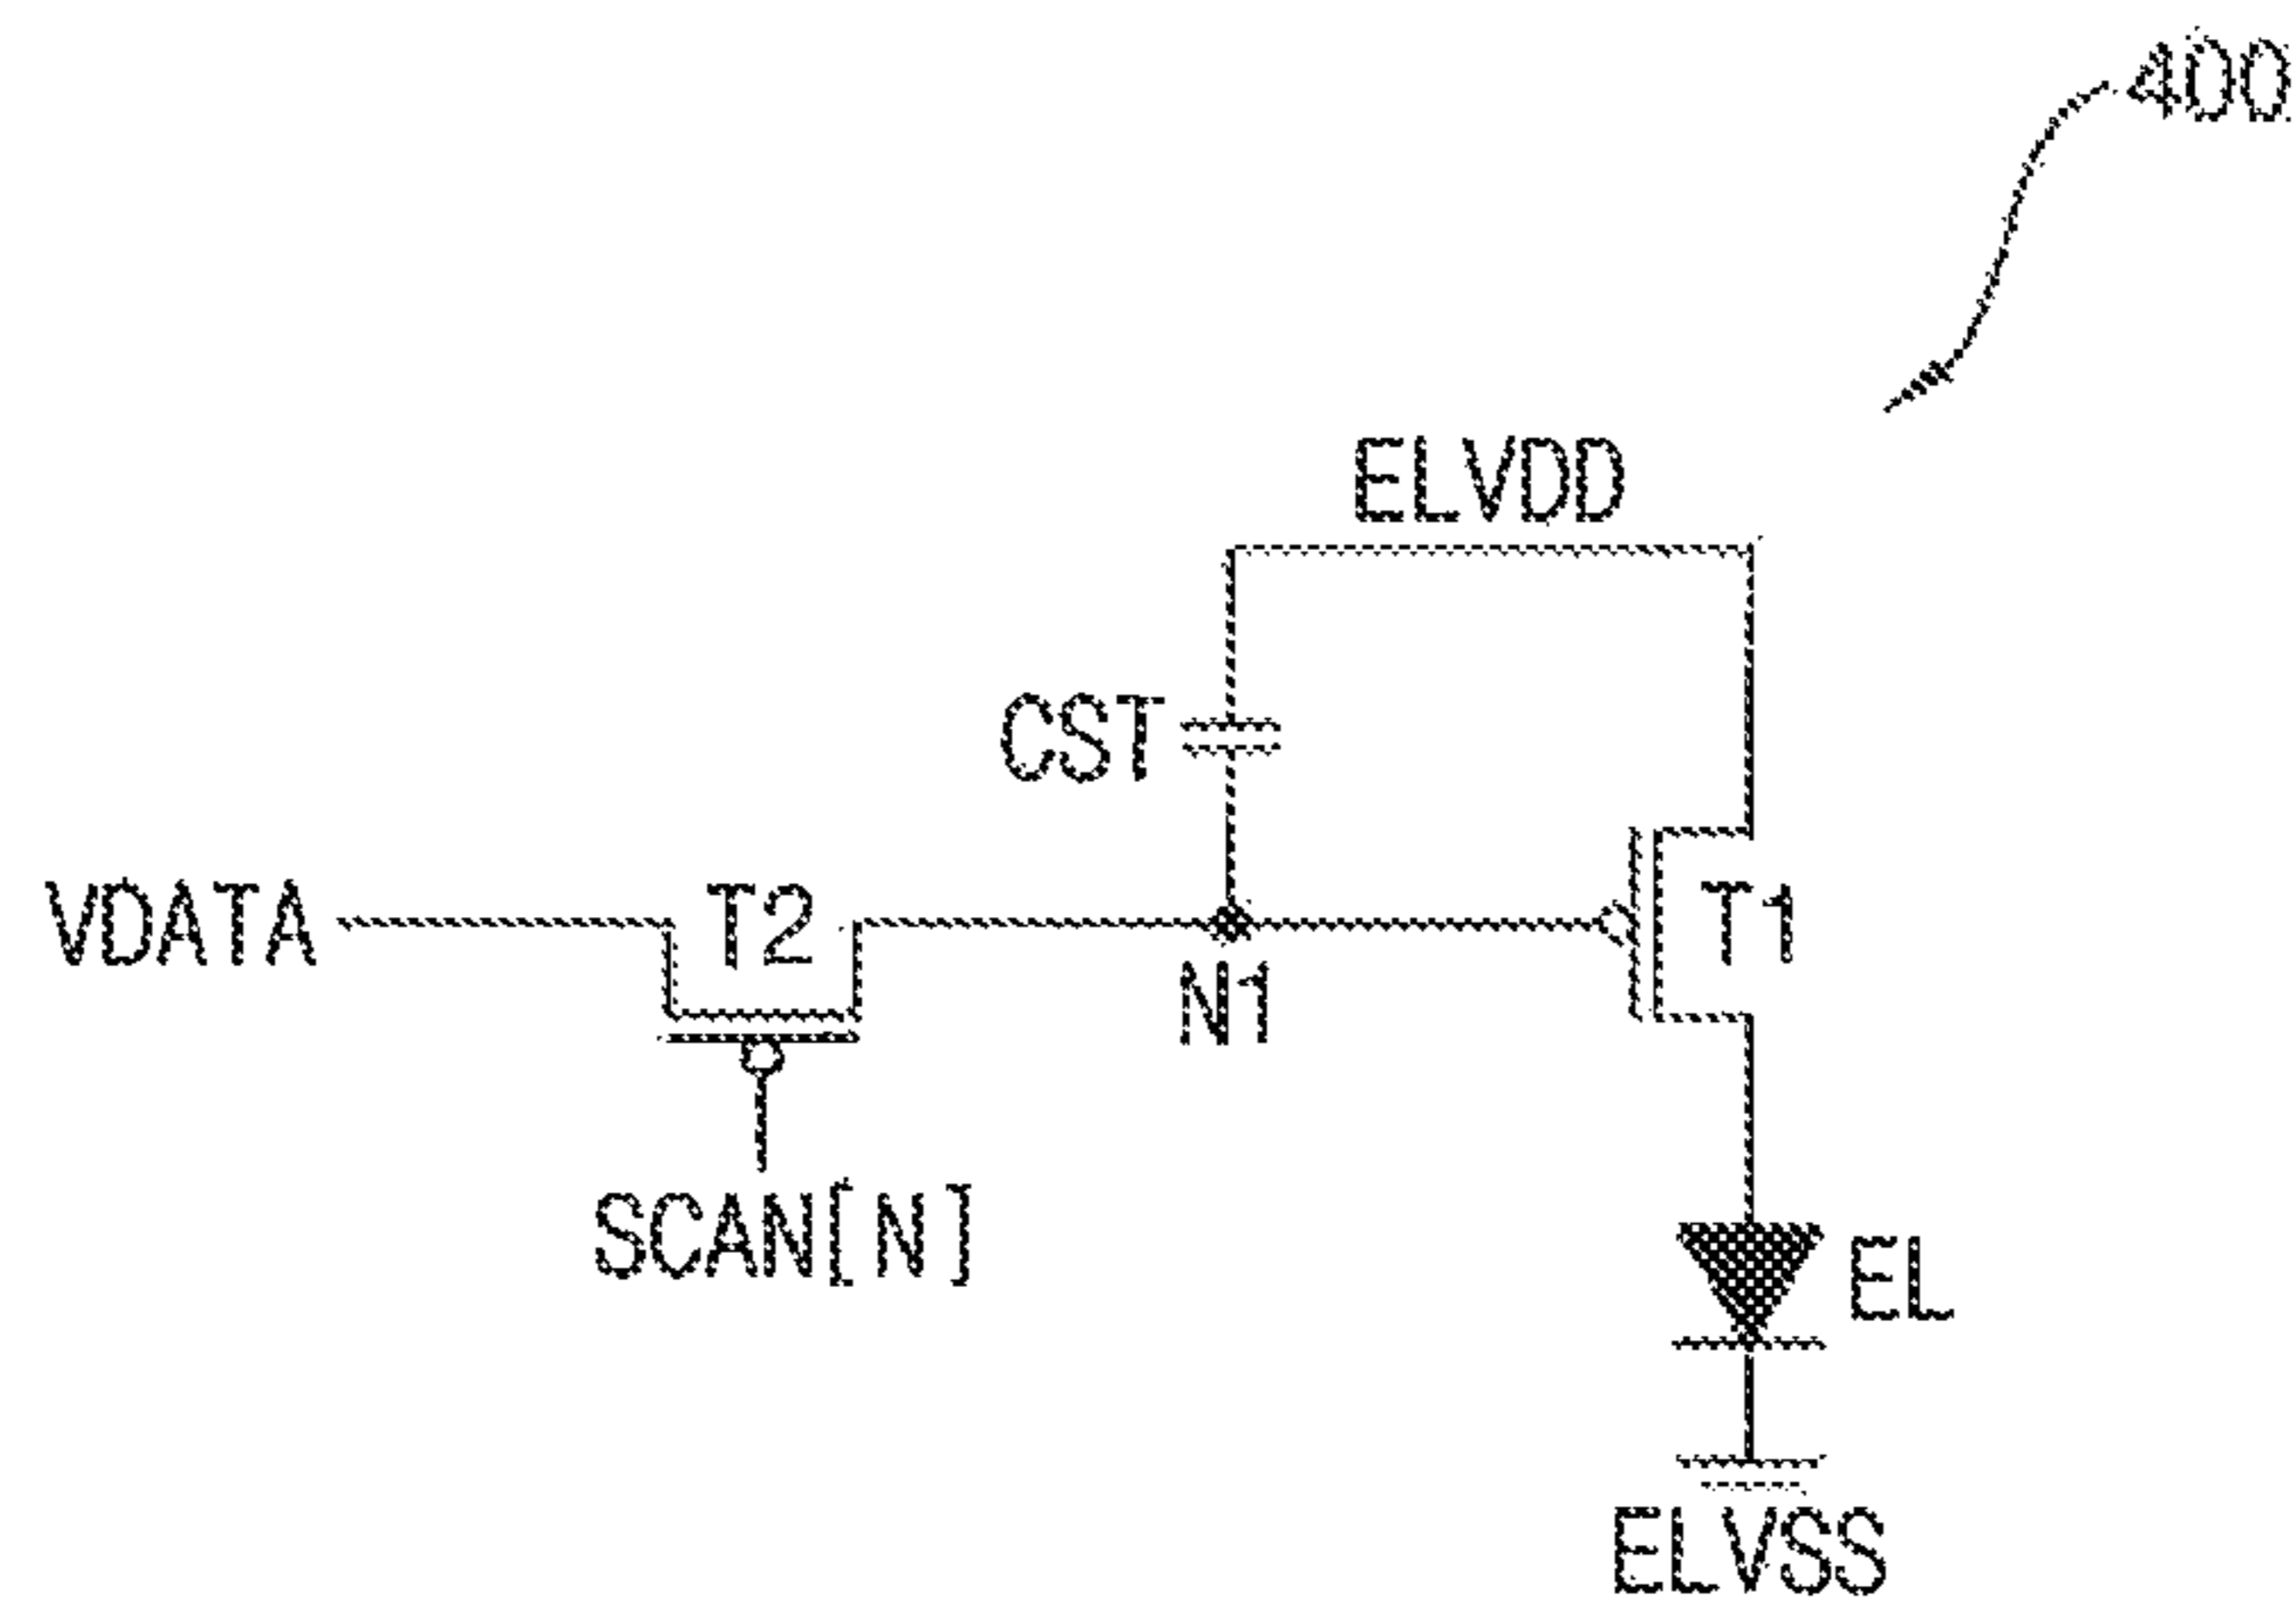 400
ELVDD
CST
VDATA
T2
T1
N1
SCAN[N]
EL
ELVSS